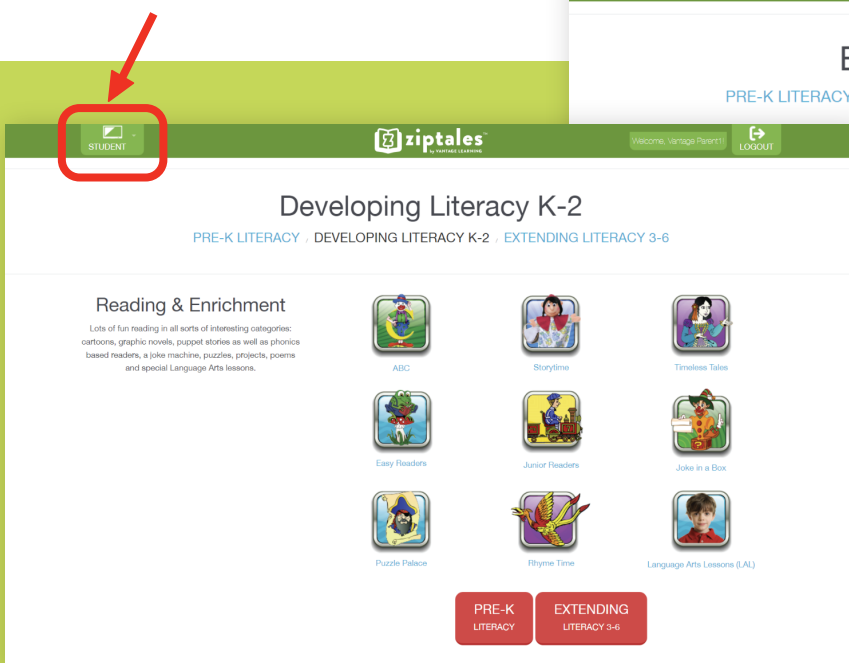 E
PRE-K LITERACY
STUDENT
ziptales
by VANTAGE LEARNING
Welcome, Vantage Parent1!
LOGOUT
Developing Literacy K-2
PRE-K LITERACY / DEVELOPING LITERACY K-2 / EXTENDING LITERACY 3-6
Reading & Enrichment
Lots of fun reading in all sorts of interesting categories:
cartoons, graphic novels, puppet stories as well as phonics
based readers, a joke machine, puzzles, projects, poems
and special Language Arts lessons.
ABC
Storytime
Timeless Tales
Easy Readers
Junior Readers
Joke in a Box
Puzzle Palace
Rhyme Time
Language Arts Lessons (LAL)
PRE-K
LITERACY
EXTENDING
LITERACY 3-6